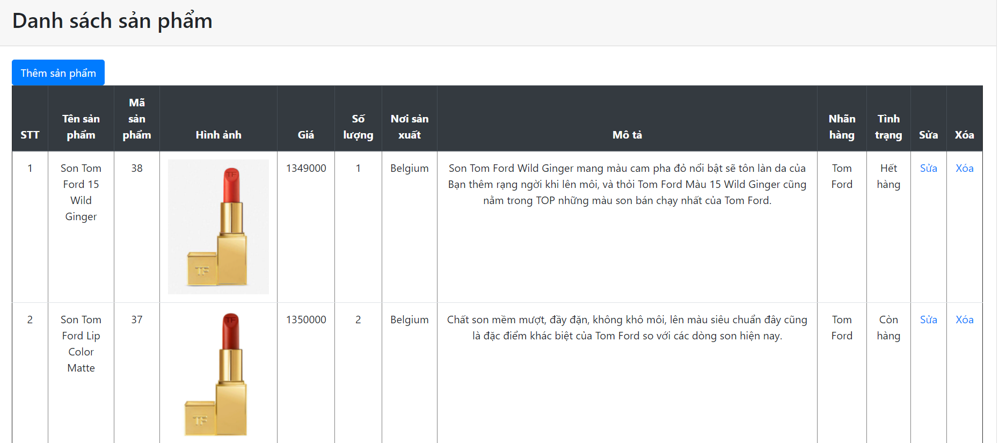 Danh sách sản phẩm
Thêm sản phẩm
STT
Tên sản
phẩm
Mã
sản
phẩm
Hình ảnh
Giá
Số
lượng
Nơi sản
xuất
Mô tả
Nhãn
hàng
Tình
trạng
Sửa
Xóa
1
Son Tom
Ford 15
Wild
Ginger
38
TF
TF
1349000
1
Belgium
Son Tom Ford Wild Ginger mang màu cam pha đỏ nổi bật sẽ tôn làn da của
Bạn thêm rạng ngời khi lên môi, và thỏi Tom Ford Màu 15 Wild Ginger cũng
nằm trong TOP những màu son bán chạy nhất của Tom Ford.
Tom
Ford
Hết
hàng
Sửa
Xóa
2
Son Tom
Ford Lip
Color
Matte
37
TF
TF
1350000
2
Belgium
Chất son mềm mượt, đầy đặn, không khô môi, lên màu siêu chuẩn đây cũng
là đặc điểm khác biệt của Tom Ford so với các dòng son hiện nay.
Tom
Ford
Còn
hàng
Sửa
Xóa